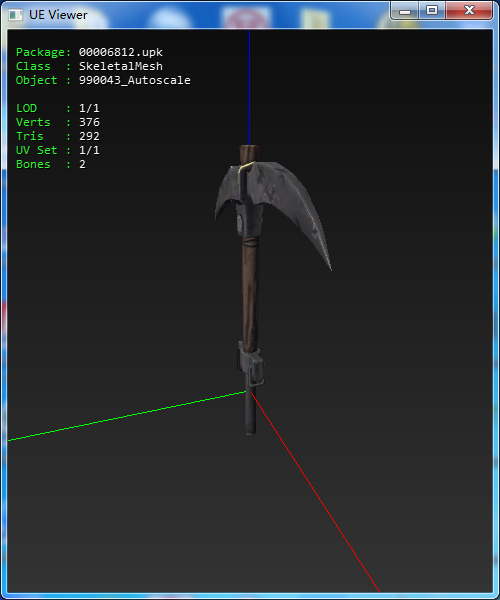 UE Viewer
Package: 00006812.upk
Class : SkeletalMesh
Object : 990043_Autoscale
LOD : 1/1
Verts : 376
Tris : 292
UV Set : 1/1
Bones : 2